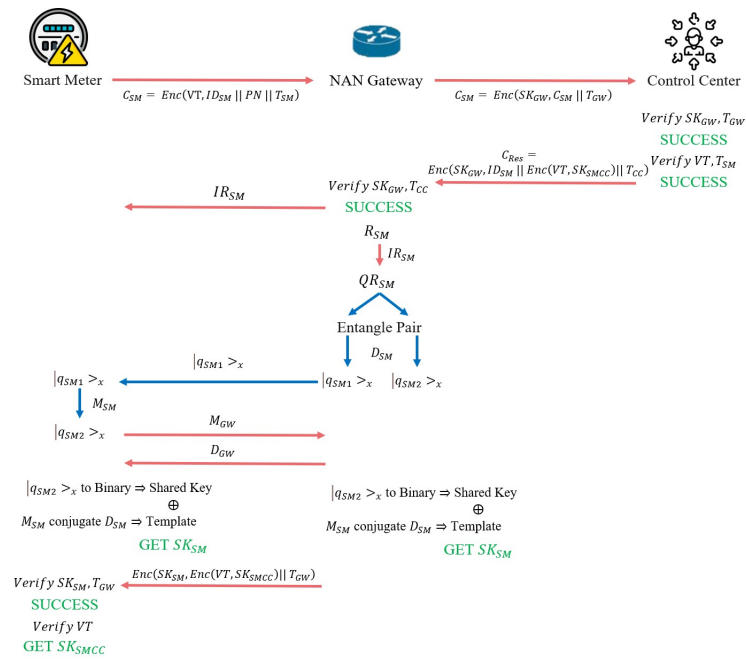 Smart Meter
NAN Gateway
Control Center
C_SM = Enc(VT, ID_SM || PN || T_SM)
C_SM = Enc(SK_GW, C_SM || T_GW)
Verify SK_GW, T_GW
SUCCESS
Verify VT, T_SM
SUCCESS
C_Res =
Enc(SK_GW, ID_SM || Enc(VT, SK_SMCC) || T_CC)
Verify SK_GW, T_CC
SUCCESS
IR_SM
R_SM
IR_SM
QR_SM
Entangle Pair
D_SM
|q_SM1 >_x
|q_SM1 >_x
|q_SM1 >_x
|q_SM2 >_x
M_SM
|q_SM2 >_x
M_GW
D_GW
|q_SM2 >_x to Binary ⇒ Shared Key
⊕
M_SM conjugate D_SM ⇒ Template
GET SK_SM
|q_SM2 >_x to Binary ⇒ Shared Key
⊕
M_SM conjugate D_SM ⇒ Template
GET SK_SM
Enc(SK_SM, Enc(VT, SK_SMCC) || T_GW)
Verify SK_SM, T_GW
SUCCESS
Verify VT
GET SK_SMCC